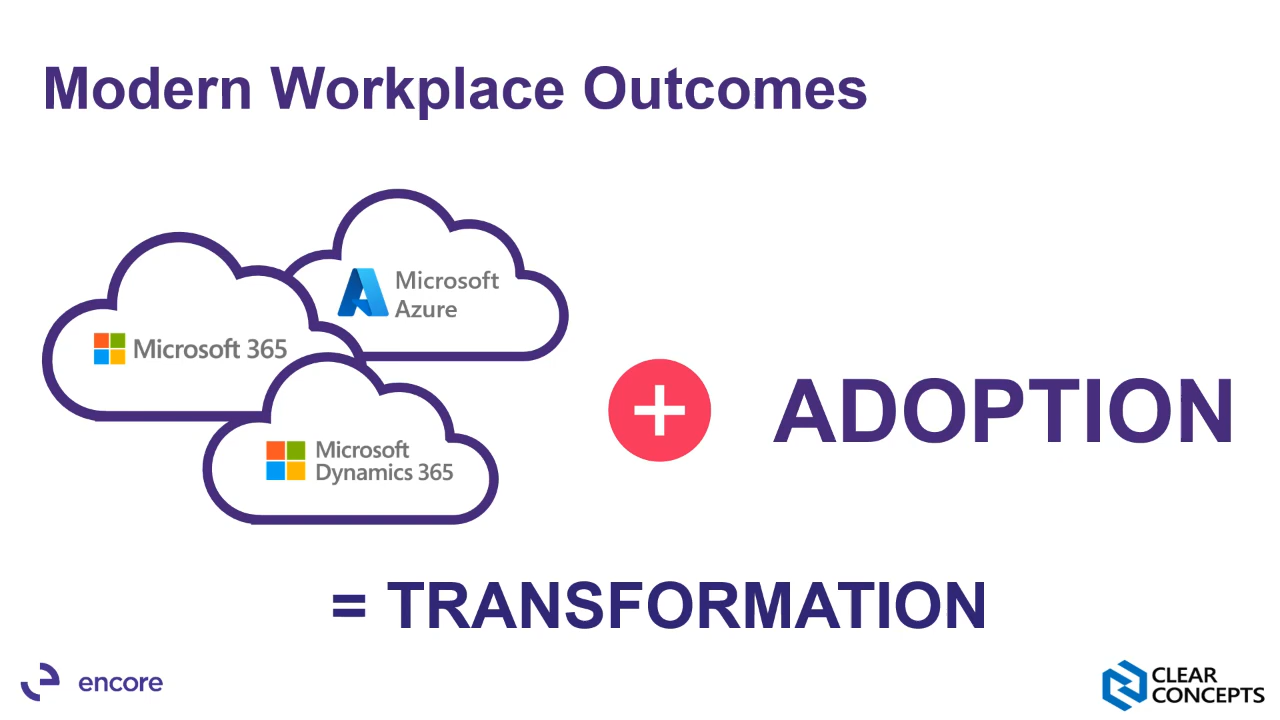 Modern Workplace Outcomes
Microsoft
Azure
Microsoft 365
Microsoft
Dynamics 365
ADOPTION
= TRANSFORMATION
encore
CLEAR
CONCEPTS